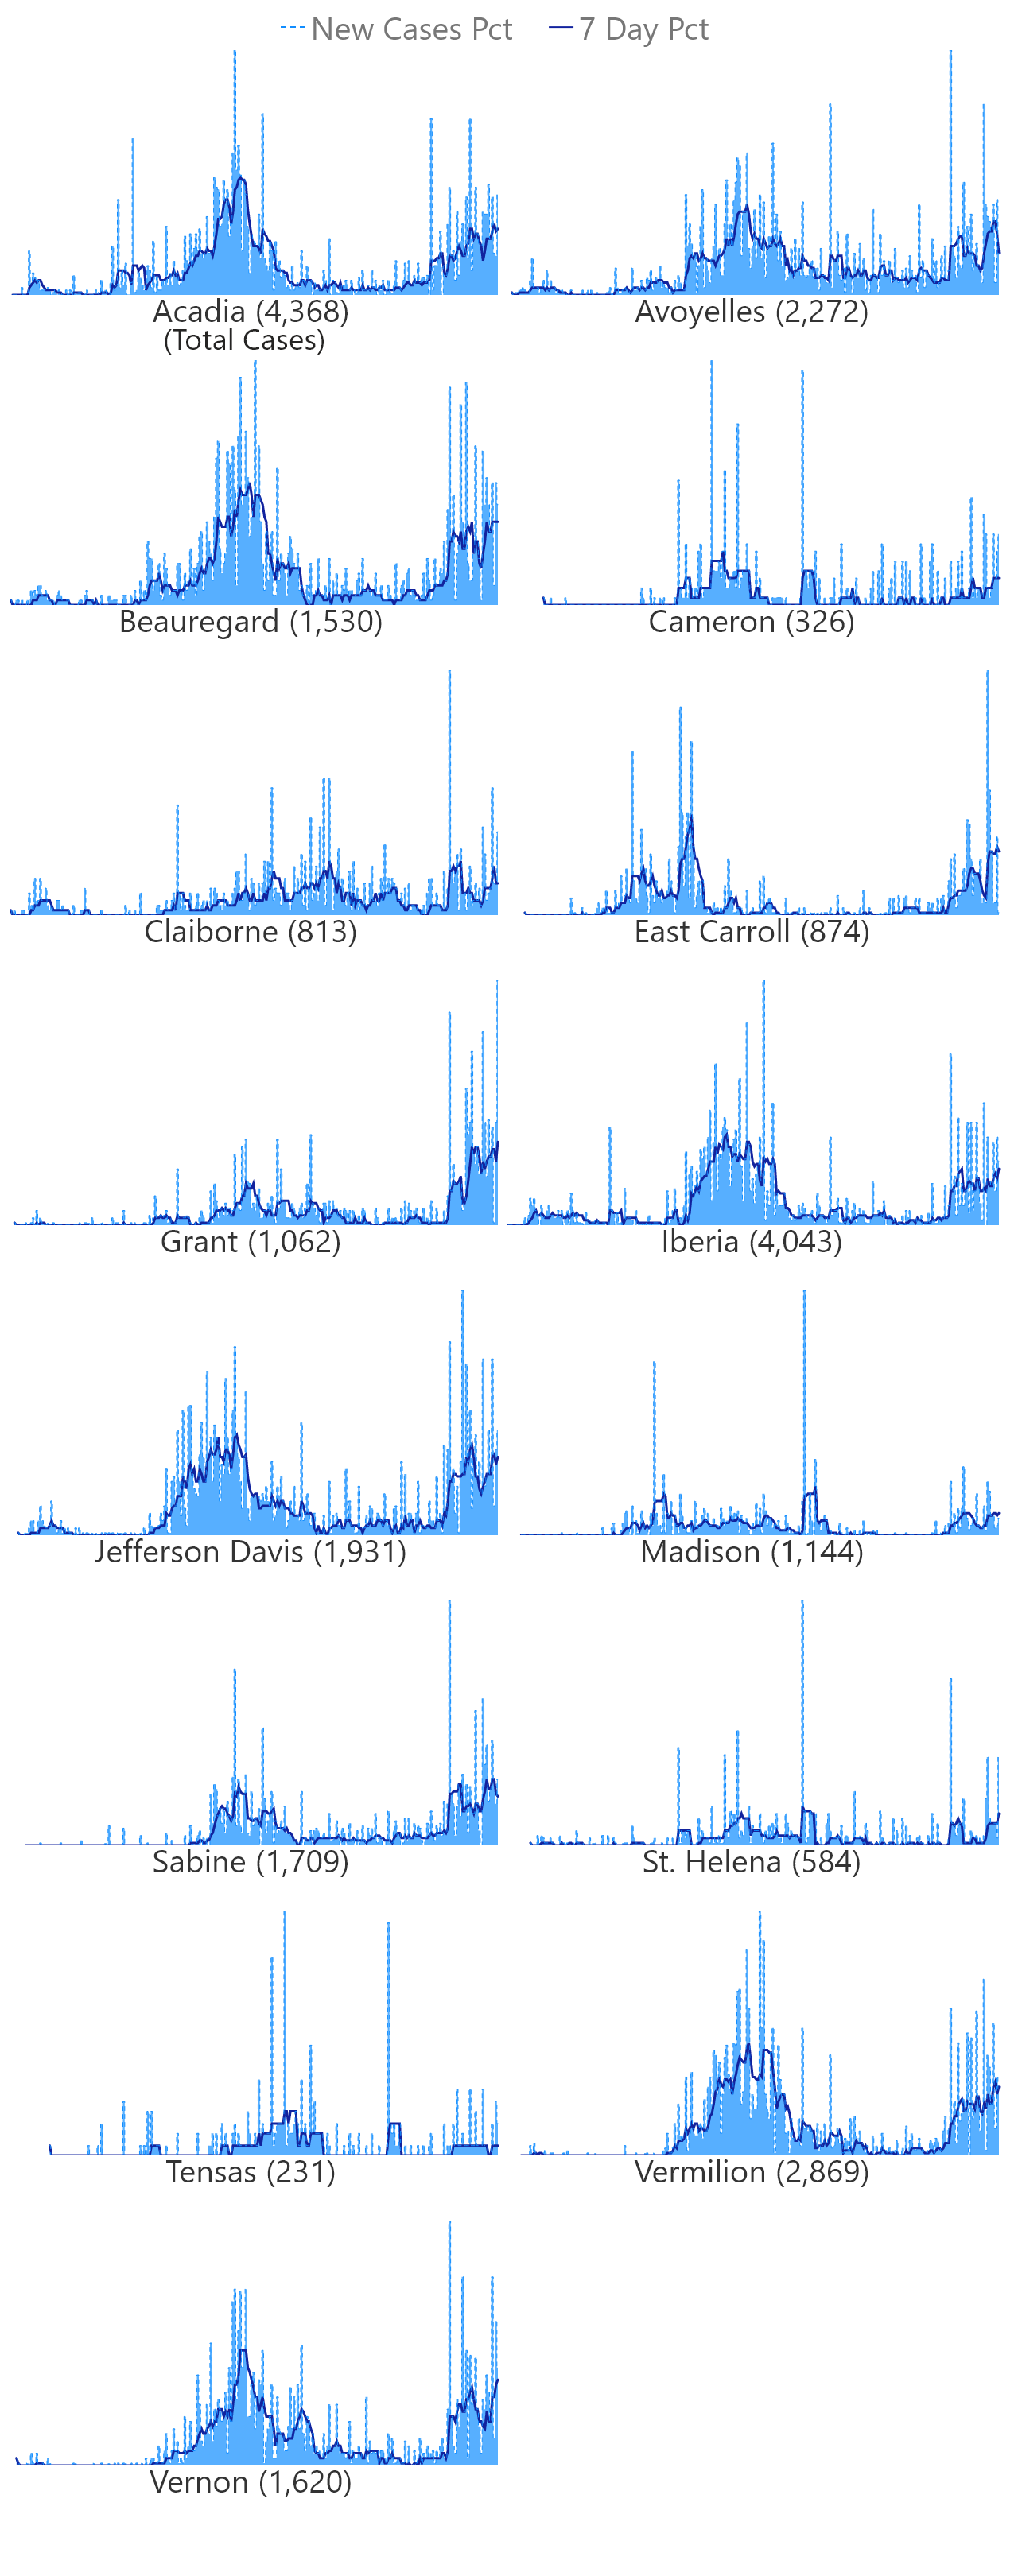 New Cases Pct 7 Day Pct
Acadia (4,368)
(Total Cases)
Avoyelles (2,272)
Beauregard (1,530)
Cameron (326)
Claiborne (813)
East Carroll (874)
Grant (1,062)
Iberia (4,043)
Jefferson Davis (1,931)
Madison (1,144)
Sabine (1,709)
St. Helena (584)
Tensas (231)
Vermilion (2,869)
Vernon (1,620)